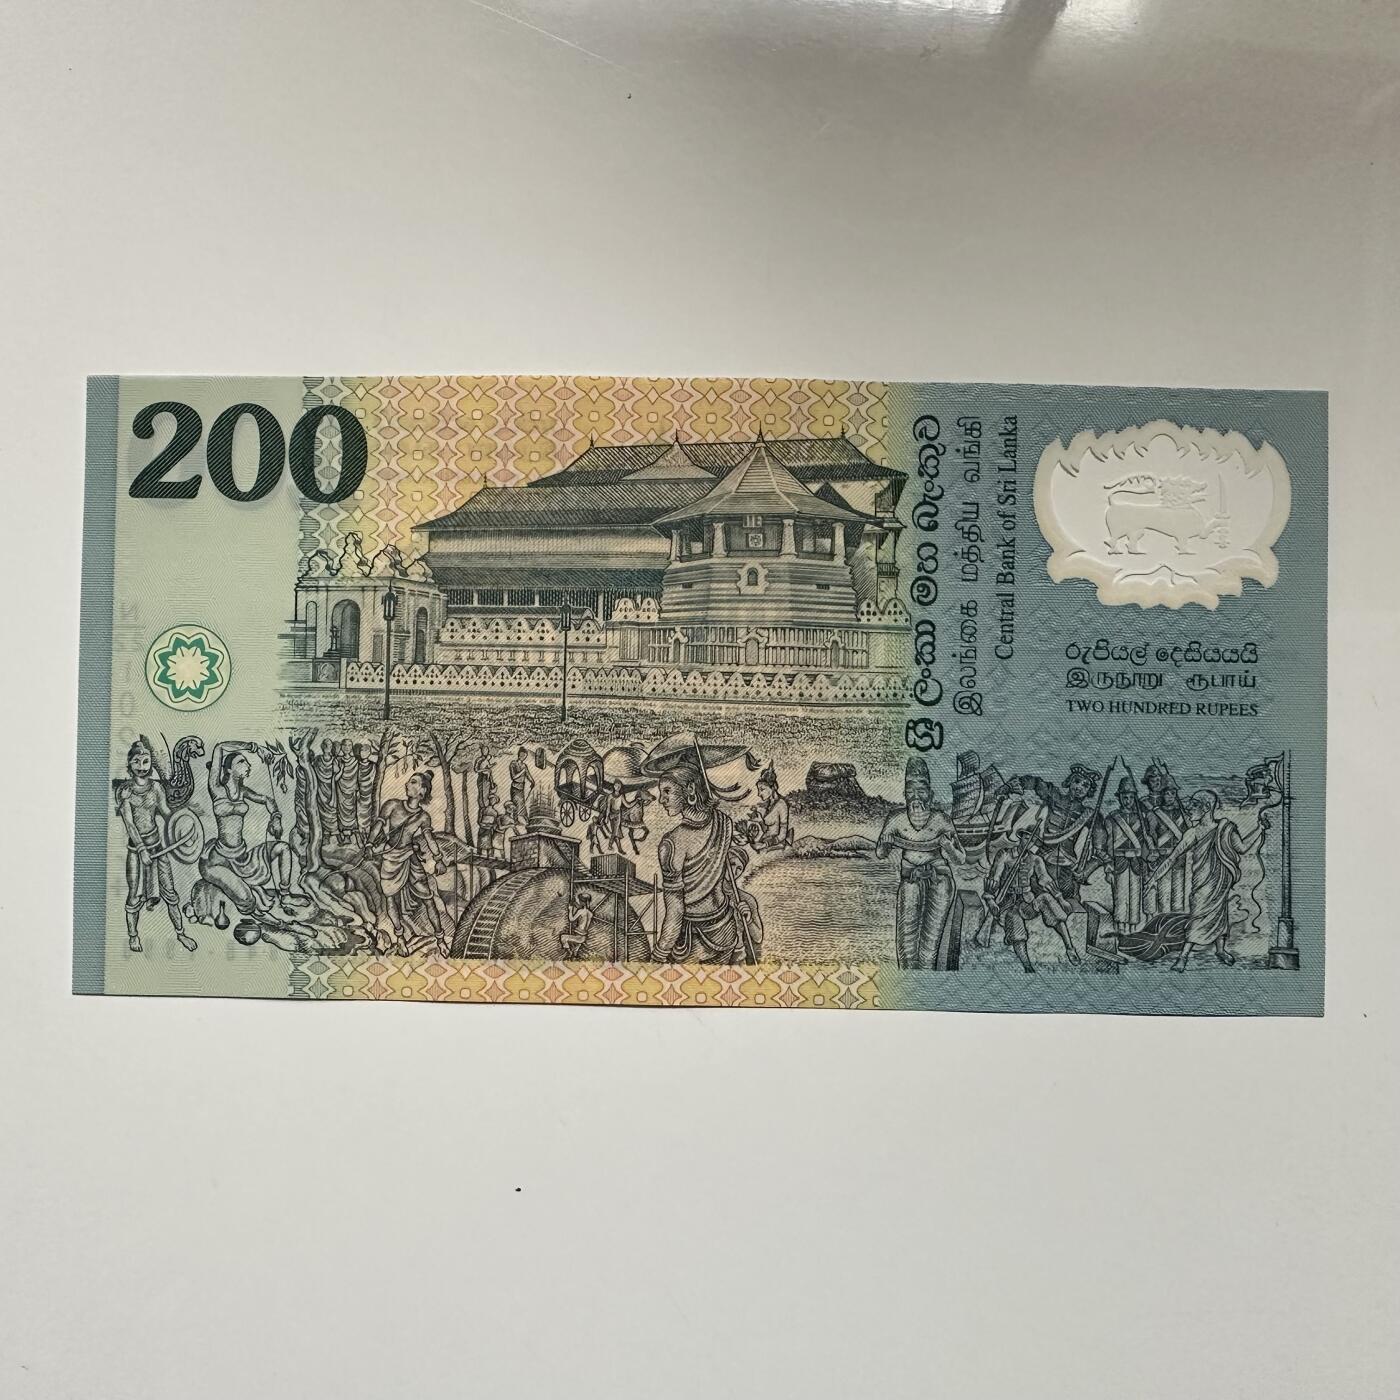 200
ශ්‍රී ලංකා මහ බැංකුව
இலங்கை மத்திய வங்கி
Central Bank of Sri Lanka
රුපියල් දෙසියයයි
இருநூறு ரூபாய்
TWO HUNDRED RUPEES